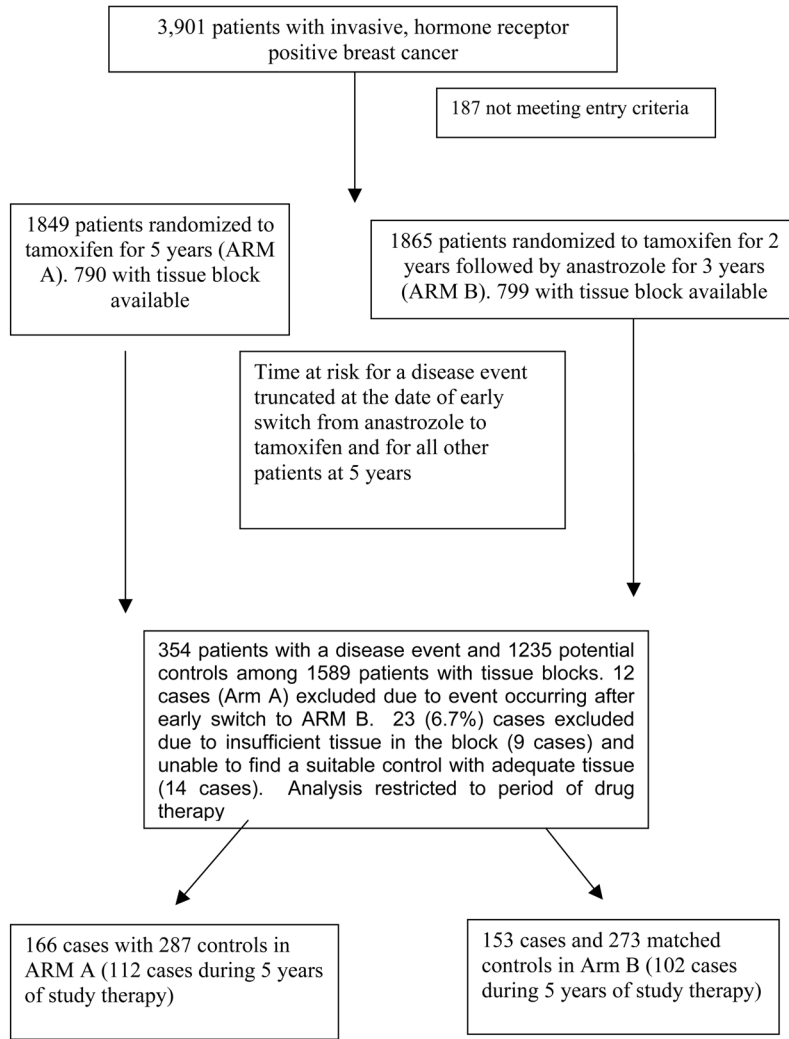 3,901 patients with invasive, hormone receptor
positive breast cancer
187 not meeting entry criteria
1849 patients randomized to
tamoxifen for 5 years (ARM
A). 790 with tissue block
available
1865 patients randomized to tamoxifen for 2
years followed by anastrozole for 3 years
(ARM B). 799 with tissue block available
Time at risk for a disease event
truncated at the date of early
switch from anastrozole to
tamoxifen and for all other
patients at 5 years
354 patients with a disease event and 1235 potential
controls among 1589 patients with tissue blocks. 12
cases (Arm A) excluded due to event occurring after
early switch to ARM B. 23 (6.7%) cases excluded
due to insufficient tissue in the block (9 cases) and
unable to find a suitable control with adequate tissue
(14 cases). Analysis restricted to period of drug
therapy
166 cases with 287 controls in
ARM A (112 cases during 5 years
of study therapy)
153 cases and 273 matched
controls in Arm B (102 cases
during 5 years of study therapy)